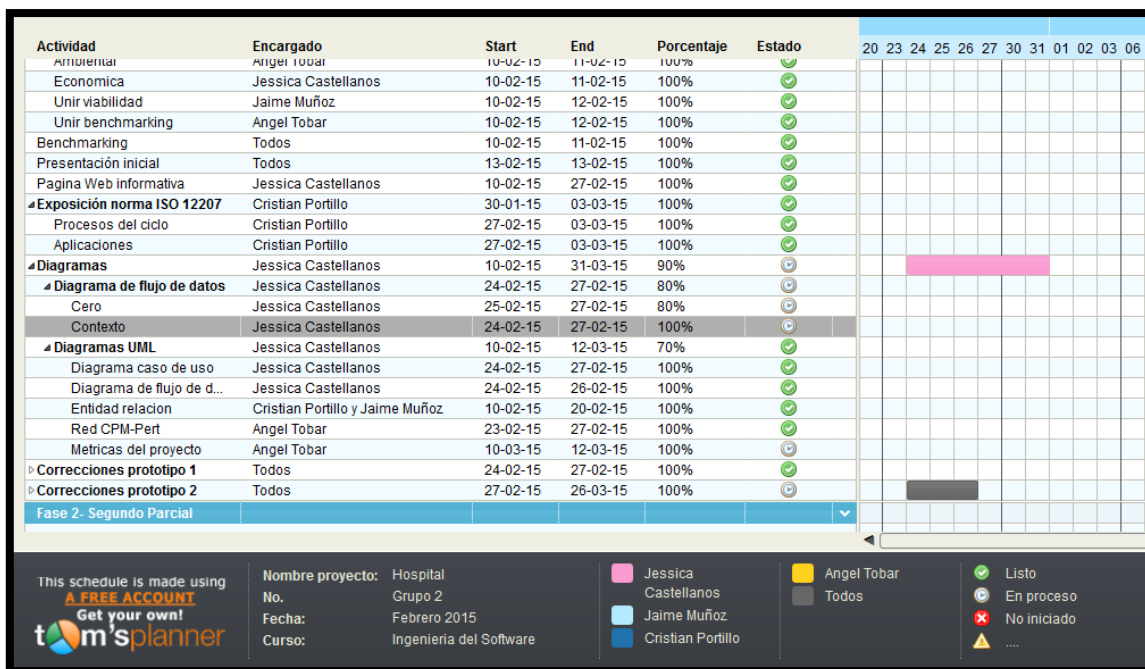 Actividad Encargado Start End Porcentaje Estado 20 23 24 25 26 27 30 31 01 02 03 06
Ambiental Angel Tobar 10-02-15 11-02-15 100%
Economica Jessica Castellanos 10-02-15 11-02-15 100%
Unir viabilidad Jaime Muñoz 10-02-15 12-02-15 100%
Unir benchmarking Angel Tobar 10-02-15 12-02-15 100%
Benchmarking Todos 10-02-15 11-02-15 100%
Presentación inicial Todos 13-02-15 13-02-15 100%
Pagina Web informativa Jessica Castellanos 10-02-15 27-02-15 100%
Exposición norma ISO 12207 Cristian Portillo 30-01-15 03-03-15 100%
Procesos del ciclo Cristian Portillo 27-02-15 03-03-15 100%
Aplicaciones Cristian Portillo 27-02-15 03-03-15 100%
Diagramas Jessica Castellanos 10-02-15 31-03-15 90%
Diagrama de flujo de datos Jessica Castellanos 24-02-15 27-02-15 80%
Cero Jessica Castellanos 25-02-15 27-02-15 80%
Contexto Jessica Castellanos 24-02-15 27-02-15 100%
Diagramas UML Jessica Castellanos 10-02-15 12-03-15 70%
Diagrama caso de uso Jessica Castellanos 24-02-15 27-02-15 100%
Diagrama de flujo de d... Jessica Castellanos 24-02-15 26-02-15 100%
Entidad relacion Cristian Portillo y Jaime Muñoz 10-02-15 20-02-15 100%
Red CPM-Pert Angel Tobar 23-02-15 27-02-15 100%
Metricas del proyecto Angel Tobar 10-03-15 12-03-15 100%
Correcciones prototipo 1 Todos 24-02-15 27-02-15 100%
Correcciones prototipo 2 Todos 27-02-15 26-03-15 100%
Fase 2- Segundo Parcial
This schedule is made using
A FREE ACCOUNT
Get your own!
tom'splanner
Nombre proyecto: Hospital
No. Grupo 2
Fecha: Febrero 2015
Curso: Ingenieria del Software
Jessica
Castellanos
Jaime Muñoz
Cristian Portillo
Angel Tobar
Todos
Listo
En proceso
No iniciado
....